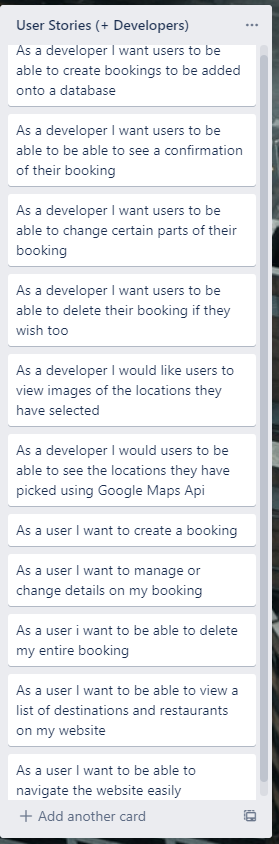 User Stories (+ Developers)
As a developer I want users to be
able to create bookings to be added
onto a database
As a developer I want users to be
able to be able to see a confirmation
of their booking
As a developer I want users to be
able to change certain parts of their
booking
As a developer I want users to be
able to delete their booking if they
wish too
As a developer I would like users to
view images of the locations they
have selected
As a developer I would users to be
able to see the locations they have
picked using Google Maps Api
As a user I want to create a booking
As a user I want to manage or
change details on my booking
As a user i want to be able to delete
my entire booking
As a user I want to be able to view a
list of destinations and restaurants
on my website
As a user I want to be able to
navigate the website easily
Add another card